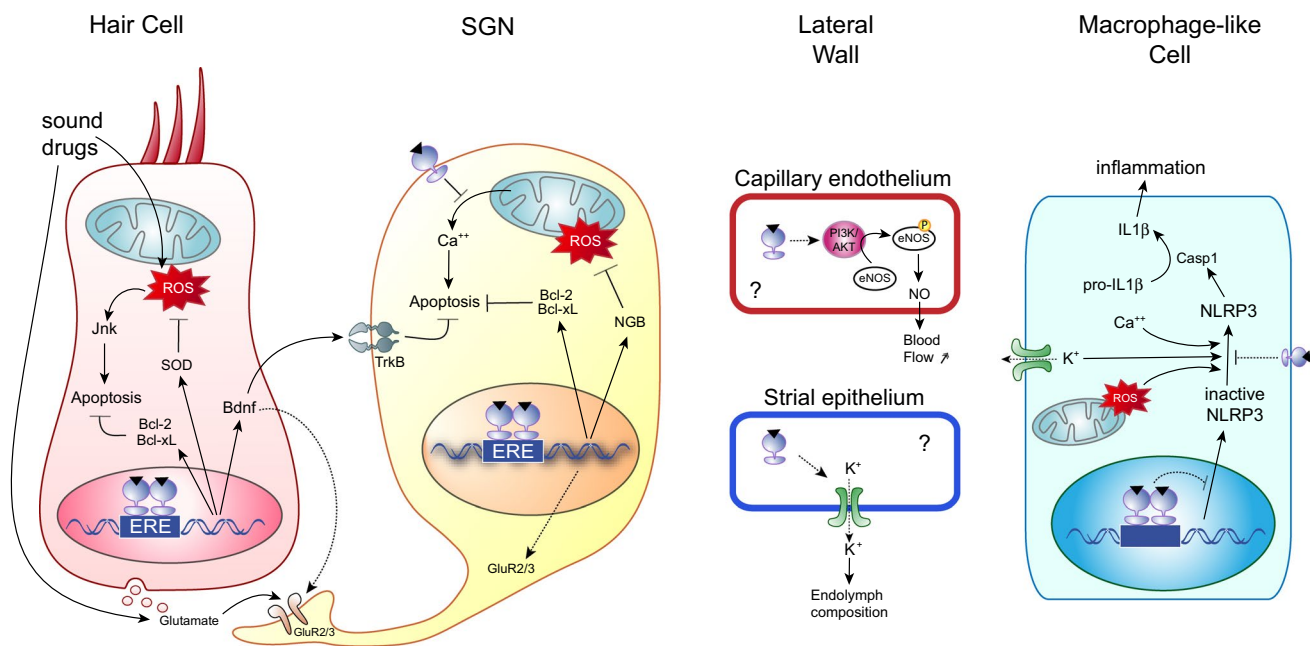 Hair Cell
sound
drugs
ROS
Jnk
SOD
Apoptosis
Bcl-2
Bcl-xL
Bdnf
ERE
Glutamate
GluR2/3
SGN
Ca++
ROS
Apoptosis
Bcl-2
Bcl-xL
NGB
TrkB
ERE
GluR2/3
Lateral
Wall
Capillary endothelium
PI3K/
AKT
eNOS
P
eNOS
?
NO
Blood
Flow
Strial epithelium
?
K+
K+
Endolymph
composition
Macrophage-like
Cell
inflammation
IL1β
Casp1
pro-IL1β
NLRP3
Ca++
K+
ROS
inactive
NLRP3